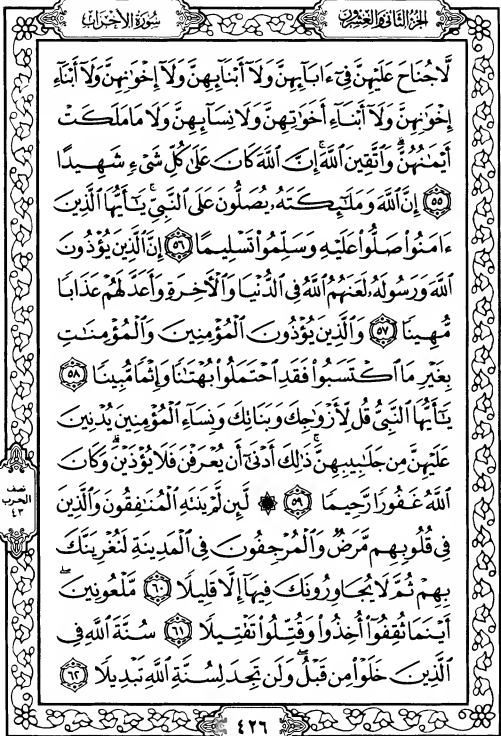 الجزء الثاني والعشرون
سورة الأحزاب
لَّا جُنَاحَ عَلَيْهِنَّ فِىٓ ءَابَآئِهِنَّ وَلَآ أَبْنَآئِهِنَّ وَلَآ إِخْوَٰنِهِنَّ وَلَآ أَبْنَآءِ
إِخْوَٰنِهِنَّ وَلَآ أَبْنَآءِ أَخَوَٰتِهِنَّ وَلَا نِسَآئِهِنَّ وَلَا مَا مَلَكَتْ
أَيْمَٰنُهُنَّ ۗ وَٱتَّقِينَ ٱللَّهَ ۚ إِنَّ ٱللَّهَ كَانَ عَلَىٰ كُلِّ شَىْءٍ شَهِيدًا
٥٥ إِنَّ ٱللَّهَ وَمَلَٰٓئِكَتَهُۥ يُصَلُّونَ عَلَى ٱلنَّبِىِّ ۚ يَٰٓأَيُّهَا ٱلَّذِينَ
ءَامَنُوا۟ صَلُّوا۟ عَلَيْهِ وَسَلِّمُوا۟ تَسْلِيمًا ٥٦ إِنَّ ٱلَّذِينَ يُؤْذُونَ
ٱللَّهَ وَرَسُولَهُۥ لَعَنَهُمُ ٱللَّهُ فِى ٱلدُّنْيَا وَٱلْءَاخِرَةِ وَأَعَدَّ لَهُمْ عَذَابًا
مُّهِينًا ٥٧ وَٱلَّذِينَ يُؤْذُونَ ٱلْمُؤْمِنِينَ وَٱلْمُؤْمِنَٰتِ
بِغَيْرِ مَا ٱكْتَسَبُوا۟ فَقَدِ ٱحْتَمَلُوا۟ بُهْتَٰنًا وَإِثْمًا مُّبِينًا ٥٨
يَٰٓأَيُّهَا ٱلنَّبِىُّ قُل لِّأَزْوَٰجِكَ وَبَنَاتِكَ وَنِسَآءِ ٱلْمُؤْمِنِينَ يُدْنِينَ
عَلَيْهِنَّ مِن جَلَٰبِيبِهِنَّ ۚ ذَٰلِكَ أَدْنَىٰٓ أَن يُعْرَفْنَ فَلَا يُؤْذَيْنَ ۗ وَكَانَ
ٱللَّهُ غَفُورًا رَّحِيمًا ٥٩ ۞ لَّئِن لَّمْ يَنتَهِ ٱلْمُنَٰفِقُونَ وَٱلَّذِينَ
فِى قُلُوبِهِم مَّرَضٌ وَٱلْمُرْجِفُونَ فِى ٱلْمَدِينَةِ لَنُغْرِيَنَّكَ
بِهِمْ ثُمَّ لَا يُجَاوِرُونَكَ فِيهَآ إِلَّا قَلِيلًا ٦٠ مَّلْعُونِينَ ۖ
أَيْنَمَا ثُقِفُوٓا۟ أُخِذُوا۟ وَقُتِّلُوا۟ تَقْتِيلًا ٦١ سُنَّةَ ٱللَّهِ فِى
ٱلَّذِينَ خَلَوْا۟ مِن قَبْلُ ۖ وَلَن تَجِدَ لِسُنَّةِ ٱللَّهِ تَبْدِيلًا ٦٢
نصف
الحزب
٤٣
٤٢٦